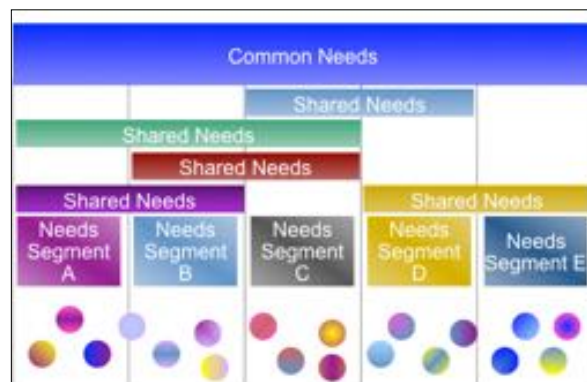 Common Needs
Shared Needs
Shared Needs
Shared Needs
Shared Needs
Shared Needs
Needs
Segment
A
Needs
Segment
B
Needs
Segment
C
Needs
Segment
D
Needs
Segment E